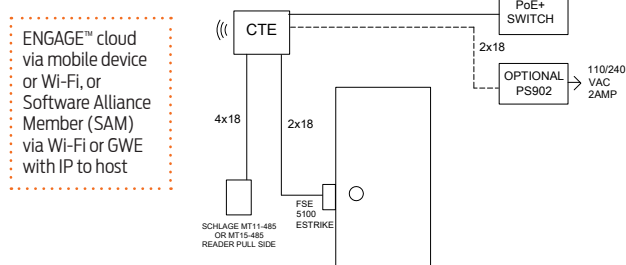 ENGAGE™ cloud
via mobile device
or Wi-Fi, or
Software Alliance
Member (SAM)
via Wi-Fi or GWE
with IP to host
CTE
PoE+
SWITCH
2x18
OPTIONAL
PS902
110/240
VAC
2AMP
4x18
2x18
FSE
5100
ESTRIKE
SCHLAGE MT11-485
OR MT15-485
READER PULL SIDE